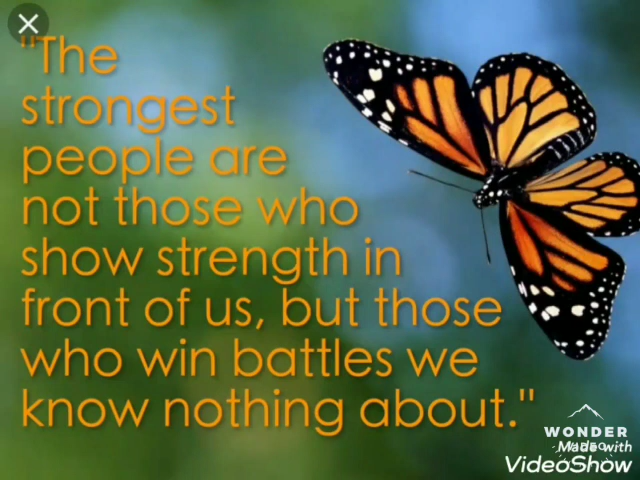 "The
strongest
people are
not those who
show strength in
front of us, but those
who win battles we
know nothing about."
WONDER
Made with
VideoShow